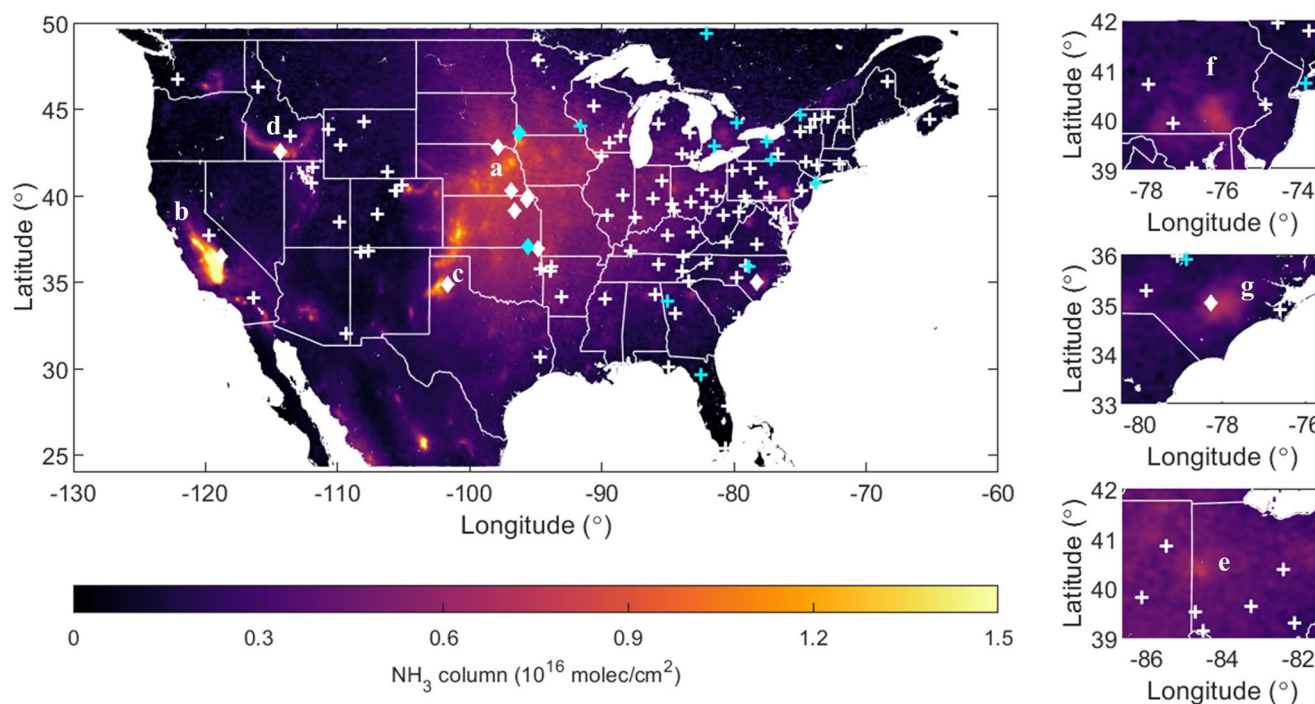 50
45
40
35
30
25
Latitude (°)
-130 -120 -110 -100 -90 -80 -70 -60
Longitude (°)
a
b
c
d
0 0.3 0.6 0.9 1.2 1.5
NH3 column (10^16 molec/cm^2)
42
41
40
39
Latitude (°)
f
-78 -76 -74
Longitude (°)
36
35
34
33
Latitude (°)
g
-80 -78 -76
Longitude (°)
42
41
40
39
Latitude (°)
e
-86 -84 -82
Longitude (°)